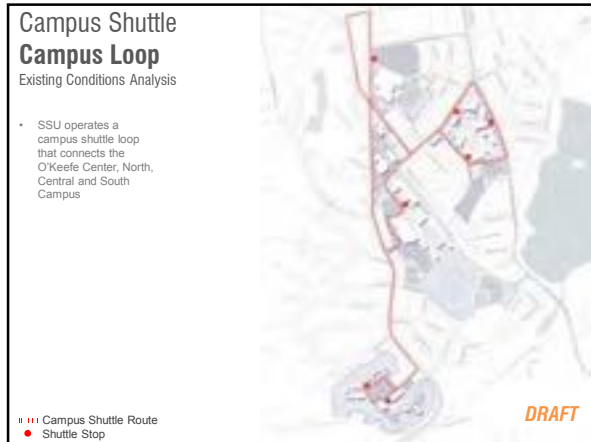 Campus Shuttle
Campus Loop
Existing Conditions Analysis
• SSU operates a
campus shuttle loop
that connects the
O'Keefe Center, North,
Central and South
Campus
Campus Shuttle Route
Shuttle Stop
DRAFT